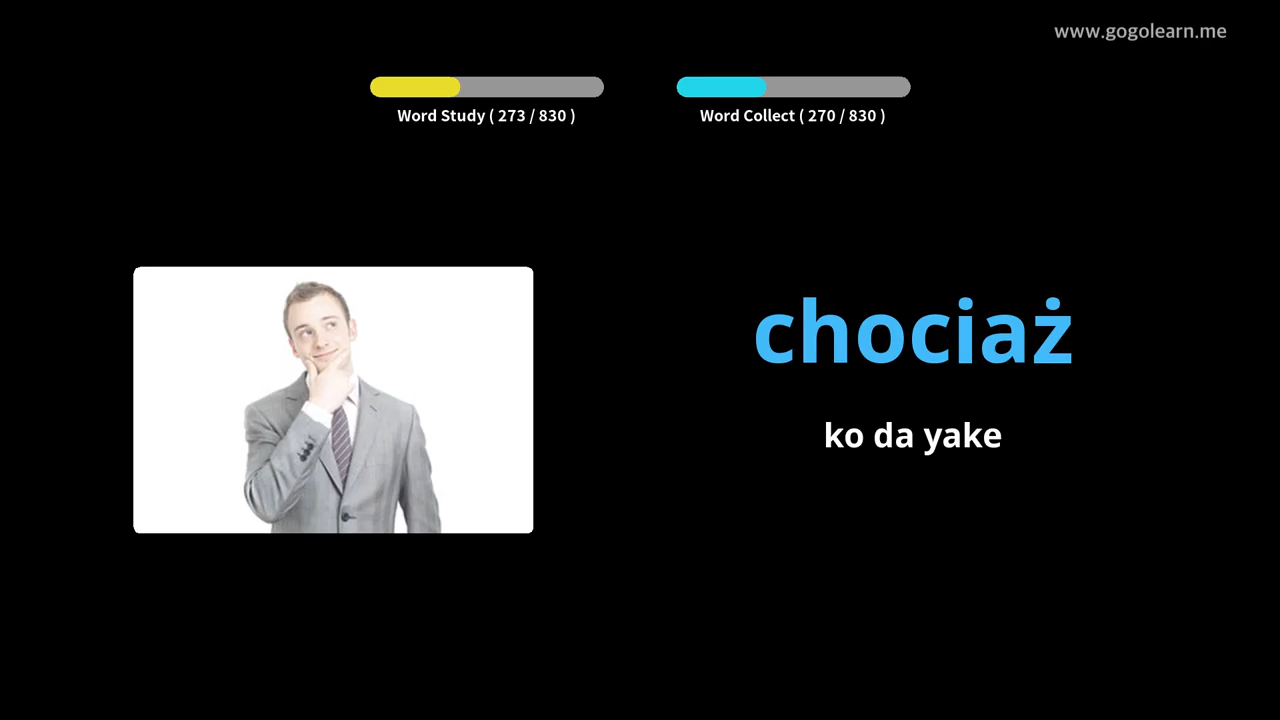 www.gogolearn.me
Word Study ( 273 / 830 )
Word Collect ( 270 / 830 )
chociaż
ko da yake